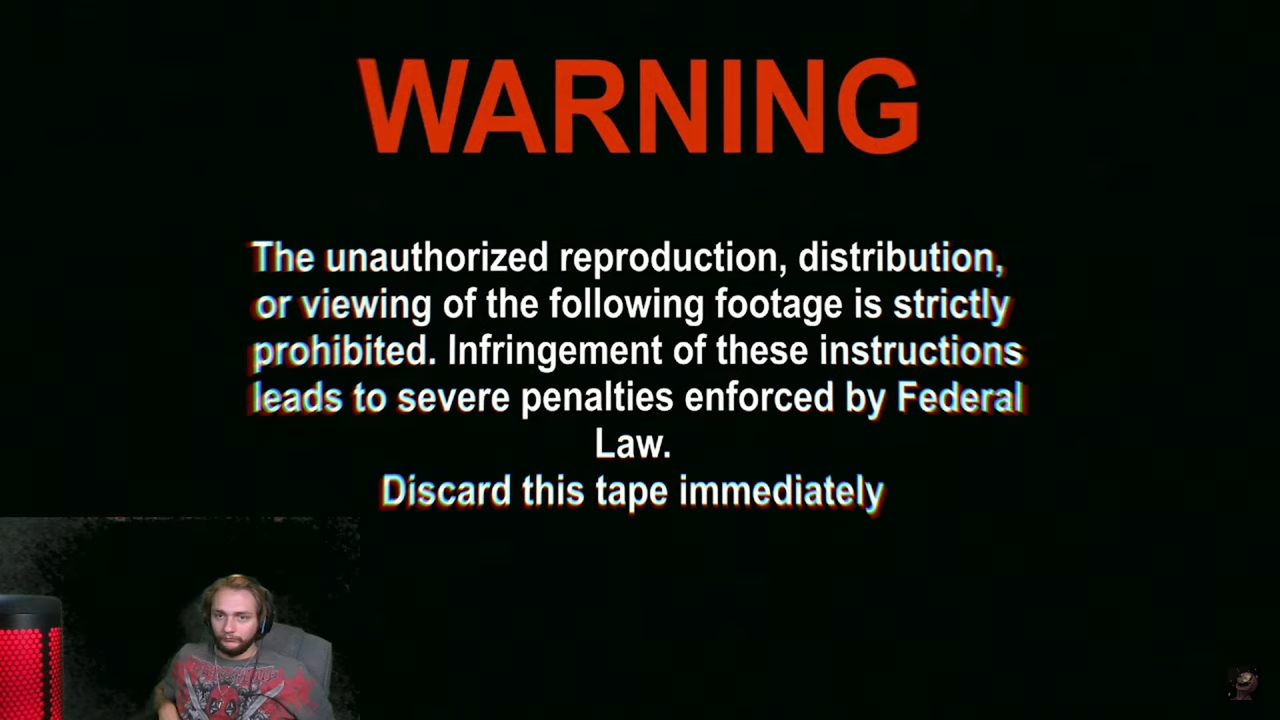 WARNING
The unauthorized reproduction, distribution,
or viewing of the following footage is strictly
prohibited. Infringement of these instructions
leads to severe penalties enforced by Federal
Law.
Discard this tape immediately